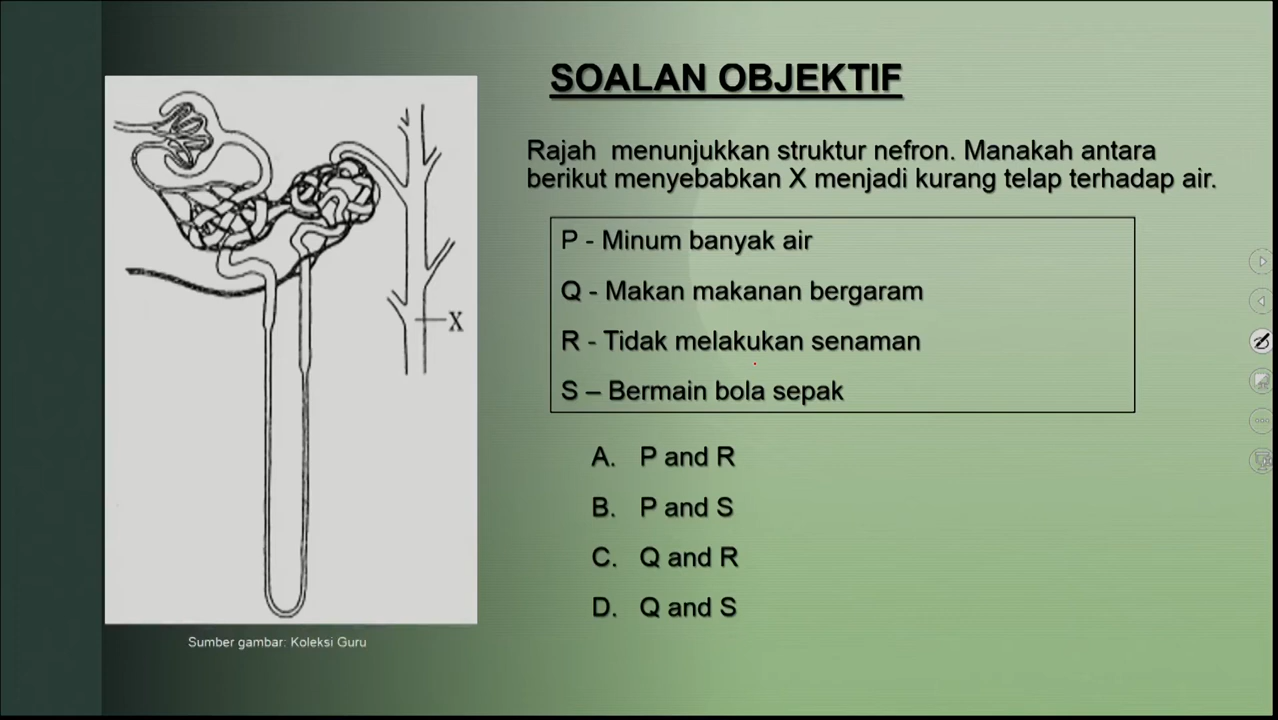 SOALAN OBJEKTIF
Rajah menunjukkan struktur nefron. Manakah antara
berikut menyebabkan X menjadi kurang telap terhadap air.
P - Minum banyak air
Q - Makan makanan bergaram
R - Tidak melakukan senaman
S – Bermain bola sepak
A. P and R
B. P and S
C. Q and R
D. Q and S
X
Sumber gambar: Koleksi Guru